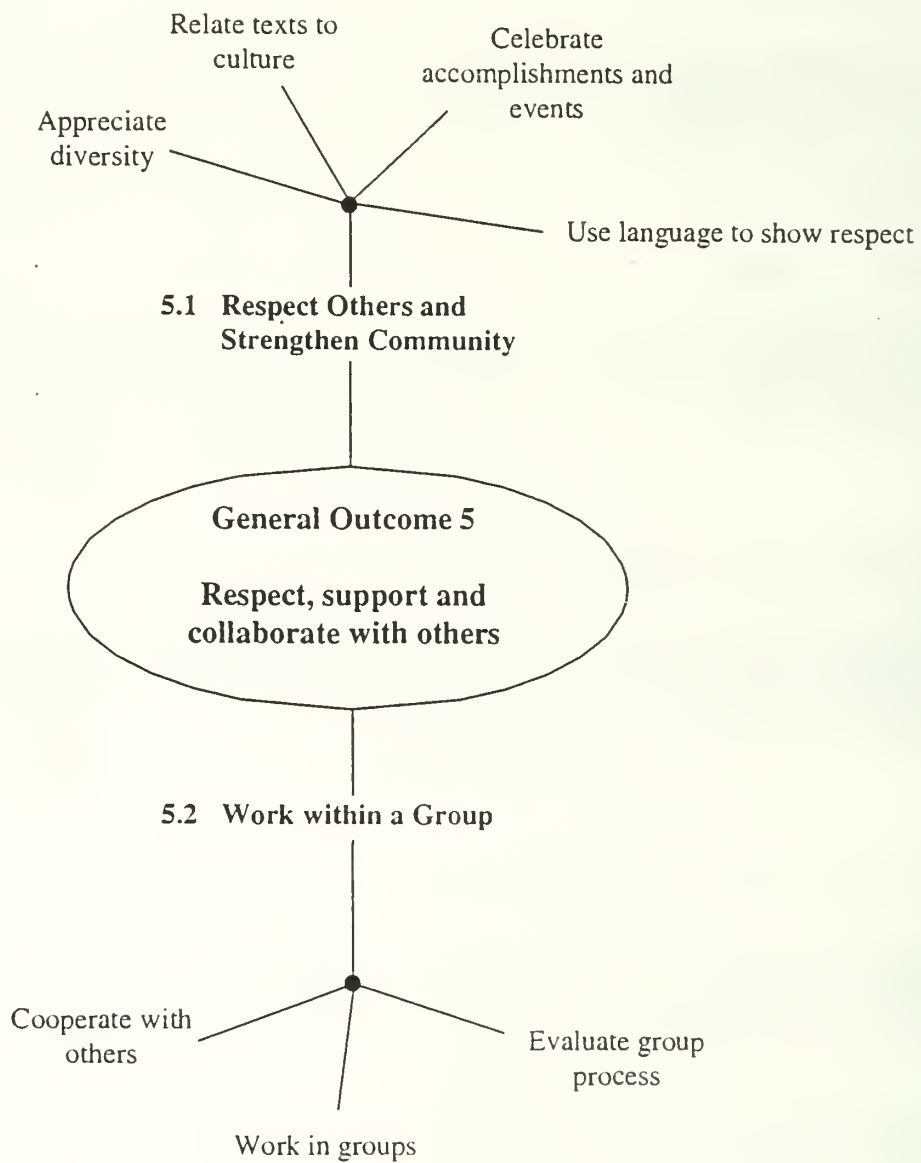 Relate texts to
culture
Celebrate
accomplishments and
events
Appreciate
diversity
Use language to show respect
5.1 Respect Others and
Strengthen Community
General Outcome 5
Respect, support and
collaborate with others
5.2 Work within a Group
Cooperate with
others
Evaluate group
process
Work in groups